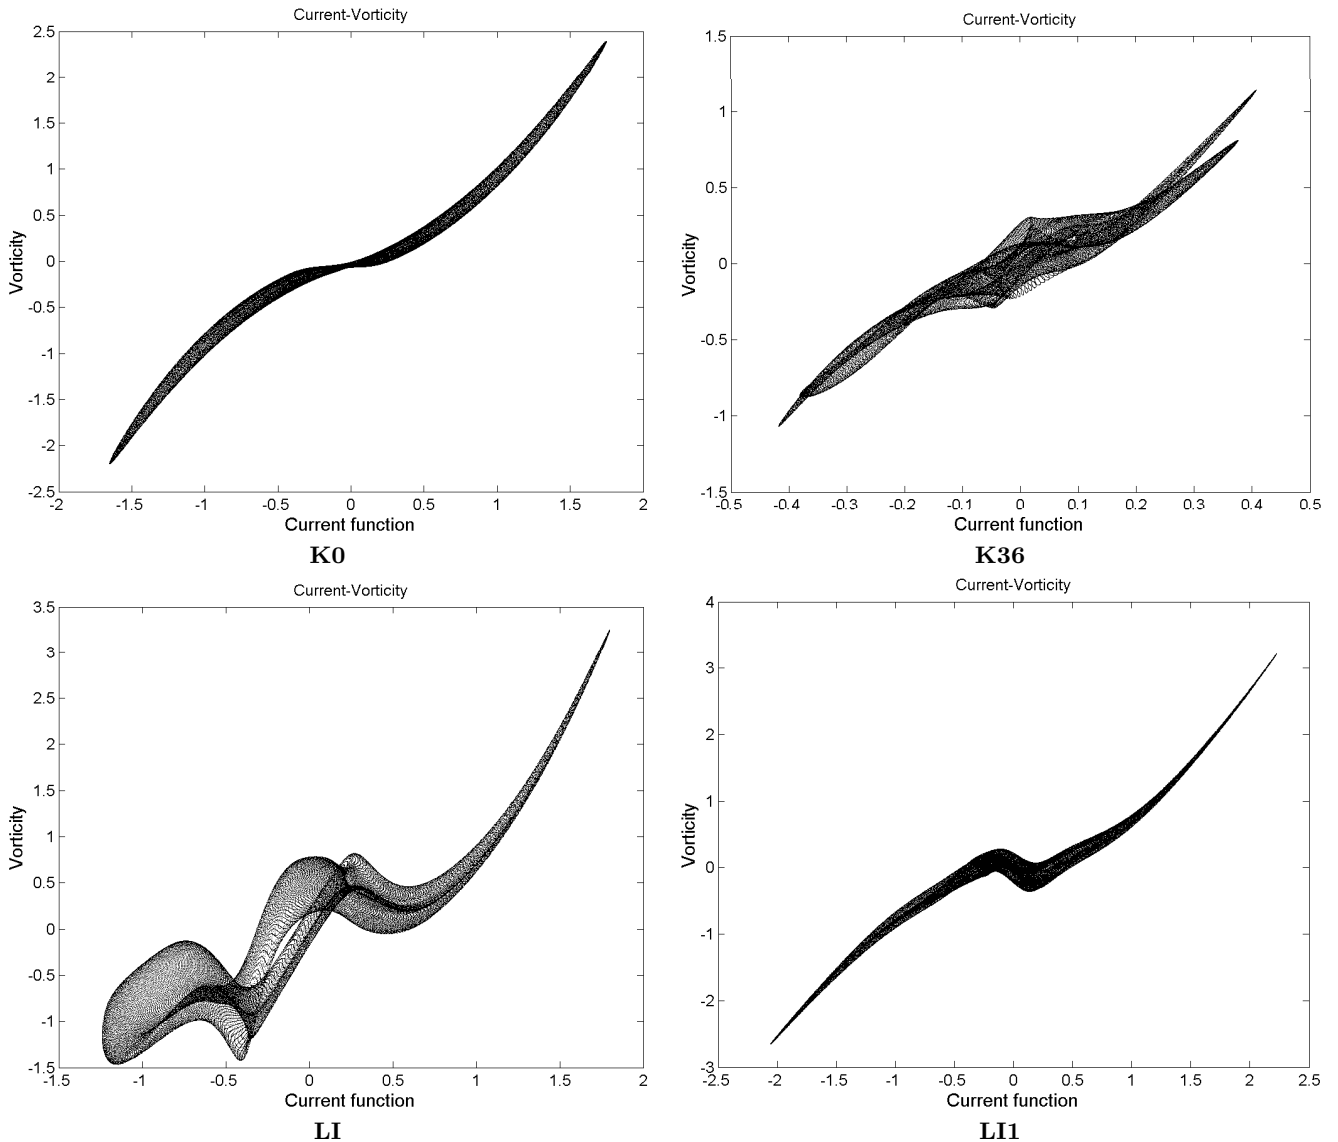 Current-Vorticity
2.5
2
1.5
1
0.5
0
-0.5
-1
-1.5
-2
-2.5
-2 -1.5 -1 -0.5 0 0.5 1 1.5 2
Vorticity
Current function
K0
Current-Vorticity
1.5
1
0.5
0
-0.5
-1
-1.5
-0.5 -0.4 -0.3 -0.2 -0.1 0 0.1 0.2 0.3 0.4 0.5
Vorticity
Current function
K36
Current-Vorticity
3.5
3
2.5
2
1.5
1
0.5
0
-0.5
-1
-1.5
-1.5 -1 -0.5 0 0.5 1 1.5 2
Vorticity
Current function
LI
Current-Vorticity
4
3
2
1
0
-1
-2
-3
-2.5 -2 -1.5 -1 -0.5 0 0.5 1 1.5 2 2.5
Vorticity
Current function
LI1